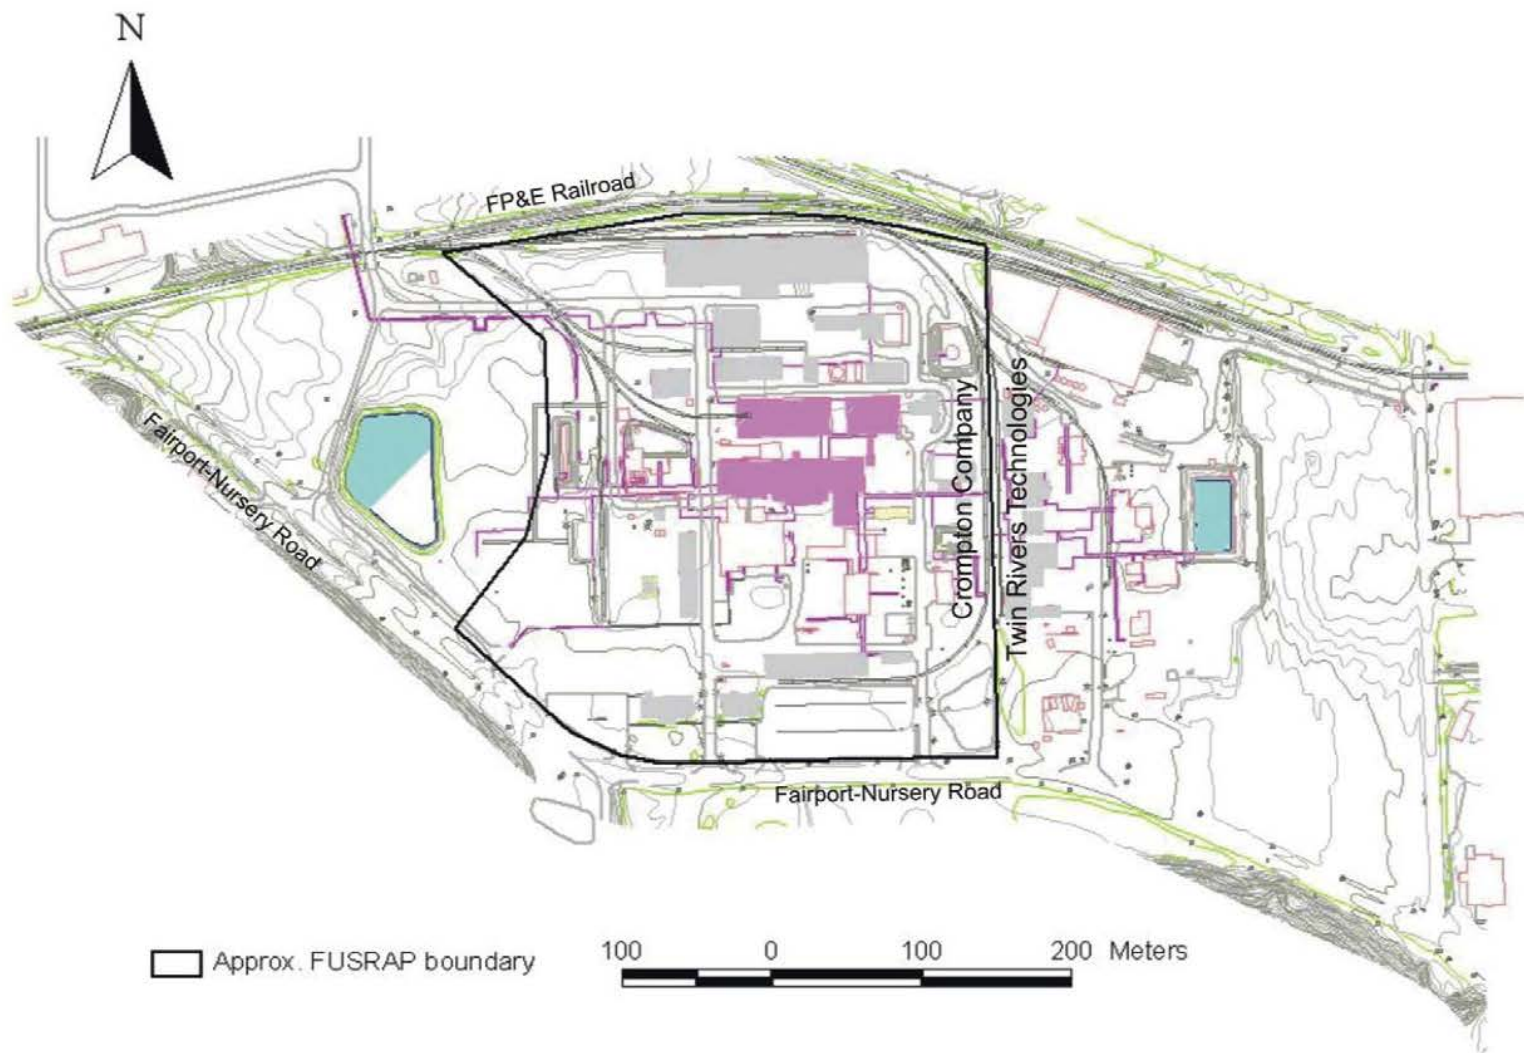 N
FP&E Railroad
Fairport-Nursery Road
Crompton Company
Twin Rivers Technologies
Fairport-Nursery Road
Approx. FUSRAP boundary
100 0 100 200 Meters